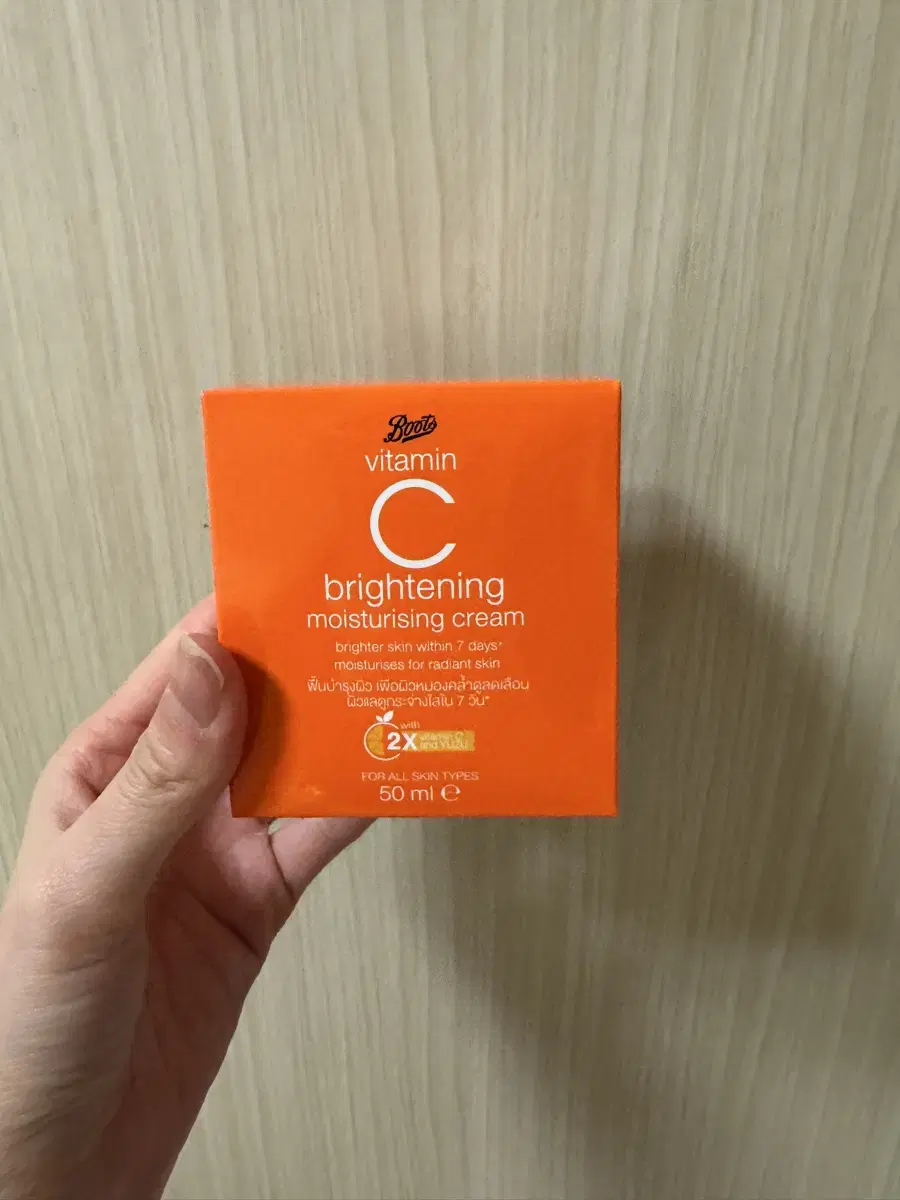 Boots
vitamin
C
brightening
moisturising cream
brighter skin within 7 days*
moisturises for radiant skin
ฟื้นบำรุงผิว เพื่อผิวหมองคล้ำดูลดเลือน
ผิวแลดูกระจ่างใสใน 7 วัน*
with
2X vitamin C
and YUZU
FOR ALL SKIN TYPES
50 ml ℮